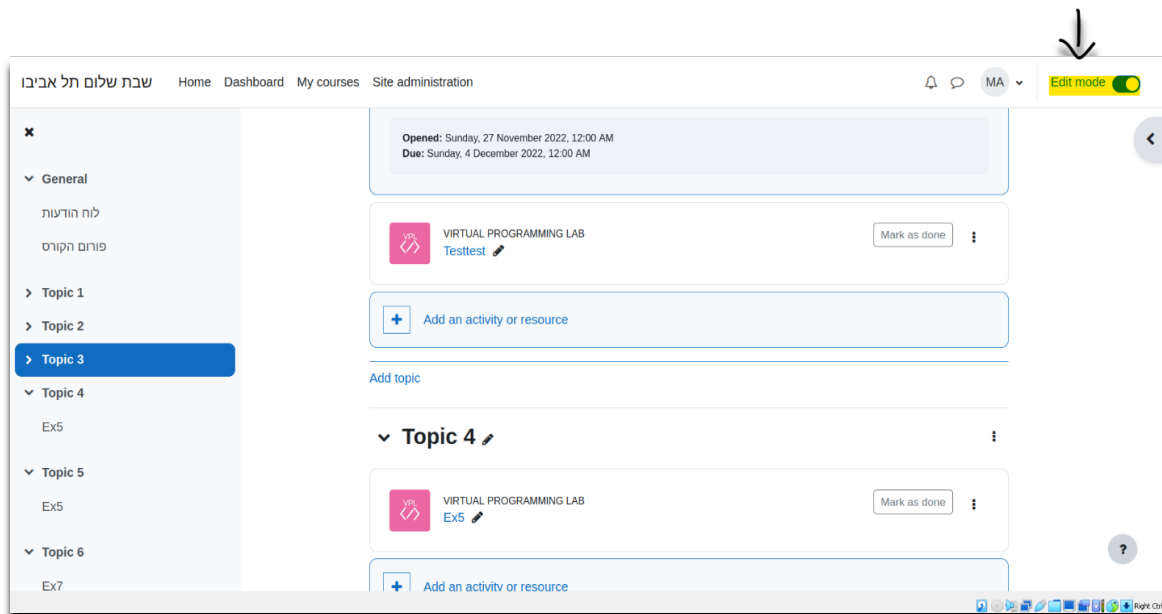 שבת שלום תל אביבו Home Dashboard My courses Site administration MA Edit mode
General
לוח הודעות
פורום הקורס
Topic 1
Topic 2
Topic 3
Topic 4
Ex5
Topic 5
Ex5
Topic 6
Ex7
Opened: Sunday, 27 November 2022, 12:00 AM
Due: Sunday, 4 December 2022, 12:00 AM
VPL
VIRTUAL PROGRAMMING LAB
Testtest
Mark as done
Add an activity or resource
Add topic
Topic 4
VPL
VIRTUAL PROGRAMMING LAB
Ex5
Mark as done
Add an activity or resource
?
Right Ctrl